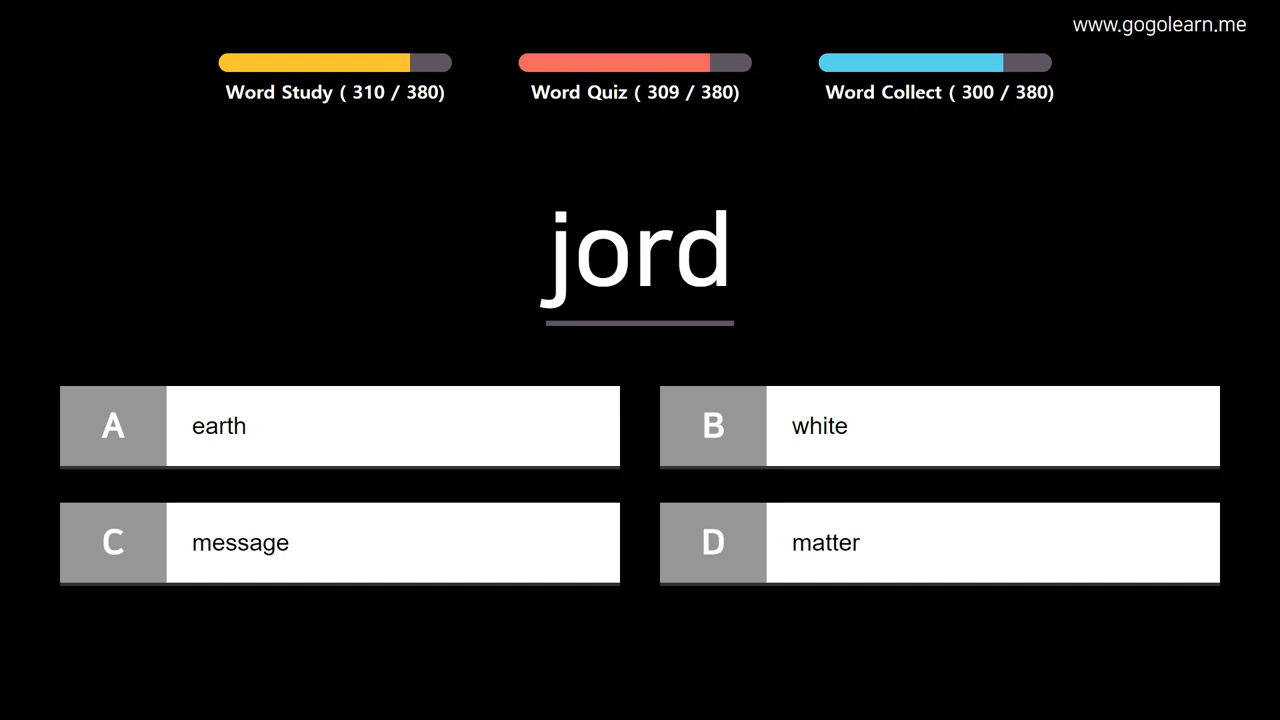 www.gogolearn.me
Word Study ( 310 / 380)
Word Quiz ( 309 / 380)
Word Collect ( 300 / 380)
jord
A earth
B white
C message
D matter